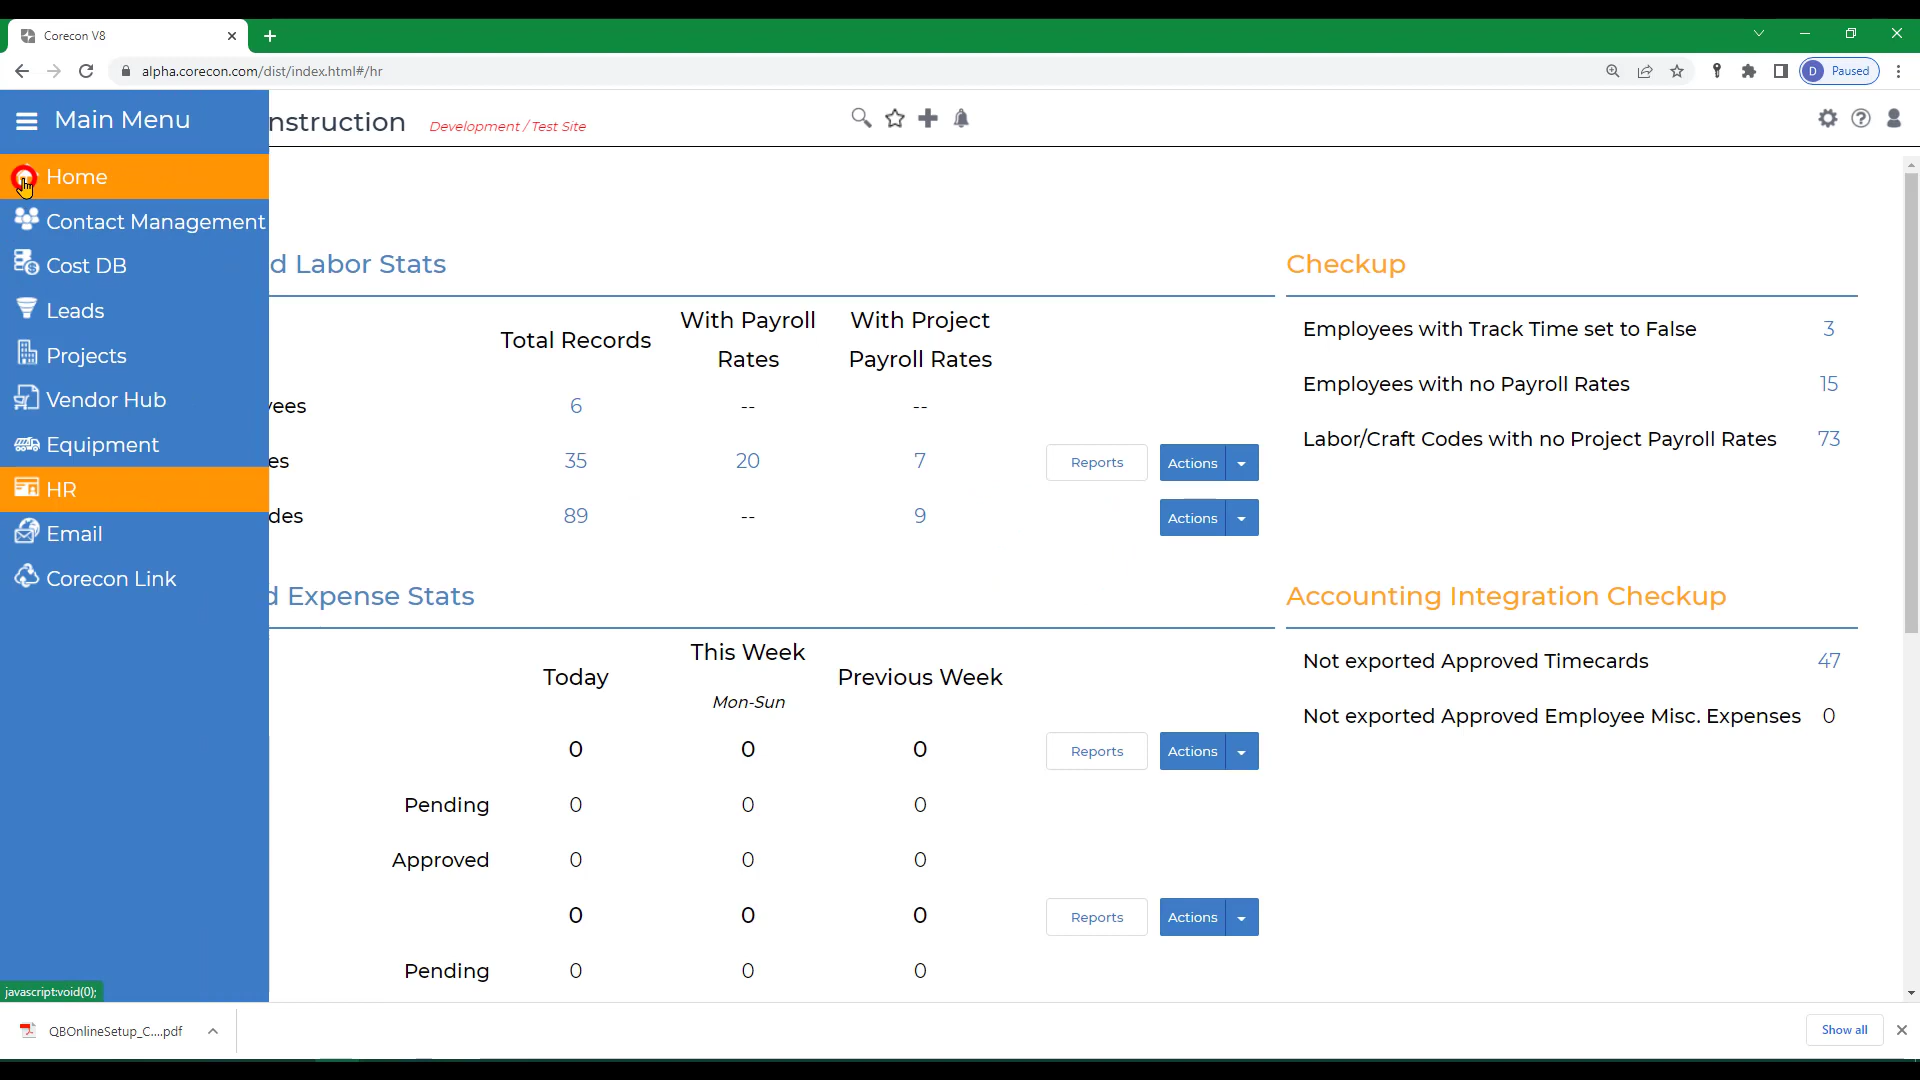 Corecon V8
alpha.corecon.com/dist/index.html#/hr
D Paused
Main Menu
nstruction Development / Test Site
Home
Contact Management
Cost DB
Leads
Projects
Vendor Hub
Equipment
HR
Email
Corecon Link
d Labor Stats
Total Records With Payroll Rates With Project Payroll Rates
yees 6 -- --
es 35 20 7 Reports Actions
des 89 -- 9 Actions
Checkup
Employees with Track Time set to False 3
Employees with no Payroll Rates 15
Labor/Craft Codes with no Project Payroll Rates 73
d Expense Stats
Today This Week Previous Week
Mon-Sun
0 0 0 Reports Actions
Pending 0 0 0
Approved 0 0 0
0 0 0 Reports Actions
Pending 0 0 0
Accounting Integration Checkup
Not exported Approved Timecards 47
Not exported Approved Employee Misc. Expenses 0
javascript:void(0);
QBOnlineSetup_C....pdf
Show all